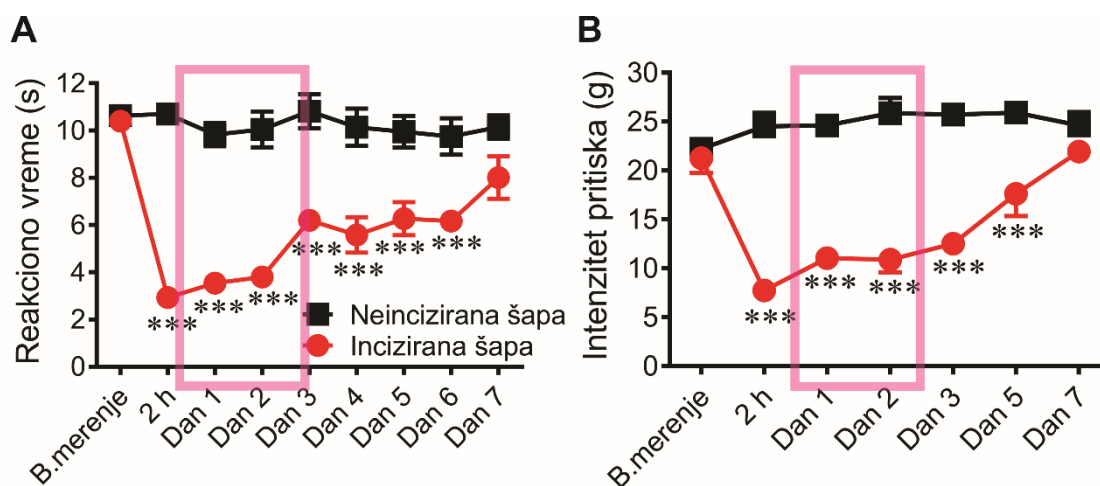 A
Reakciono vreme (s)
12
10
8
6
4
2
0
***
***
***
***
***
***
***
Neincizirana šapa
Incizirana šapa
B.merenje
2 h
Dan 1
Dan 2
Dan 3
Dan 4
Dan 5
Dan 6
Dan 7
B
Intenzitet pritiska (g)
30
25
20
15
10
5
0
***
***
***
***
***
B.merenje
2 h
Dan 1
Dan 2
Dan 3
Dan 5
Dan 7